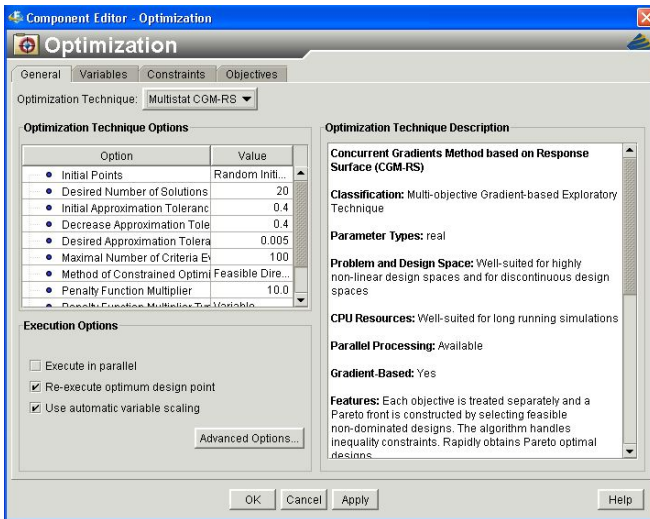 Component Editor - Optimization
Optimization
General Variables Constraints Objectives
Optimization Technique: Multistat CGM-RS
Optimization Technique Options
Option Value
Initial Points Random Initi...
Desired Number of Solutions 20
Initial Approximation Toleranc 0.4
Decrease Approximation Tole 0.4
Desired Approximation Tolera 0.005
Maximal Number of Criteria Ev 100
Method of Constrained Optimi Feasible Dire...
Penalty Function Multiplier 10.0
Penalty Function Multiplier Typ Variable
Execution Options
Execute in parallel
Re-execute optimum design point
Use automatic variable scaling
Advanced Options...
Optimization Technique Description
Concurrent Gradients Method based on Response
Surface (CGM-RS)
Classification: Multi-objective Gradient-based Exploratory
Technique
Parameter Types: real
Problem and Design Space: Well-suited for highly
non-linear design spaces and for discontinuous design
spaces
CPU Resources: Well-suited for long running simulations
Parallel Processing: Available
Gradient-Based: Yes
Features: Each objective is treated separately and a
Pareto front is constructed by selecting feasible
non-dominated designs. The algorithm handles
inequality constraints. Rapidly obtains Pareto optimal
designs
OK Cancel Apply Help